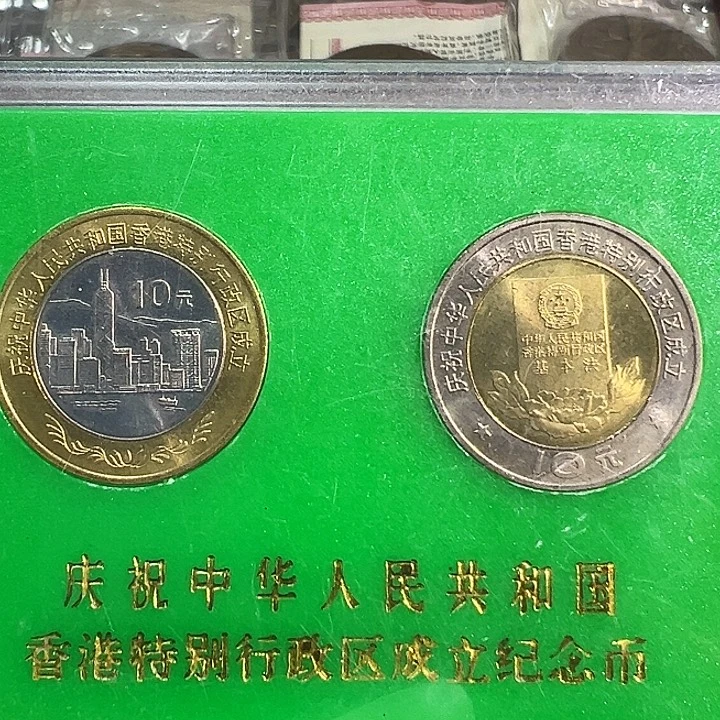 庆祝中华人民共和国香港特别行政区成立
10元
庆祝中华人民共和国香港特别行政区成立
中华人民共和国
香港特别行政区
基本法
10元
庆祝中华人民共和国
香港特别行政区成立纪念币